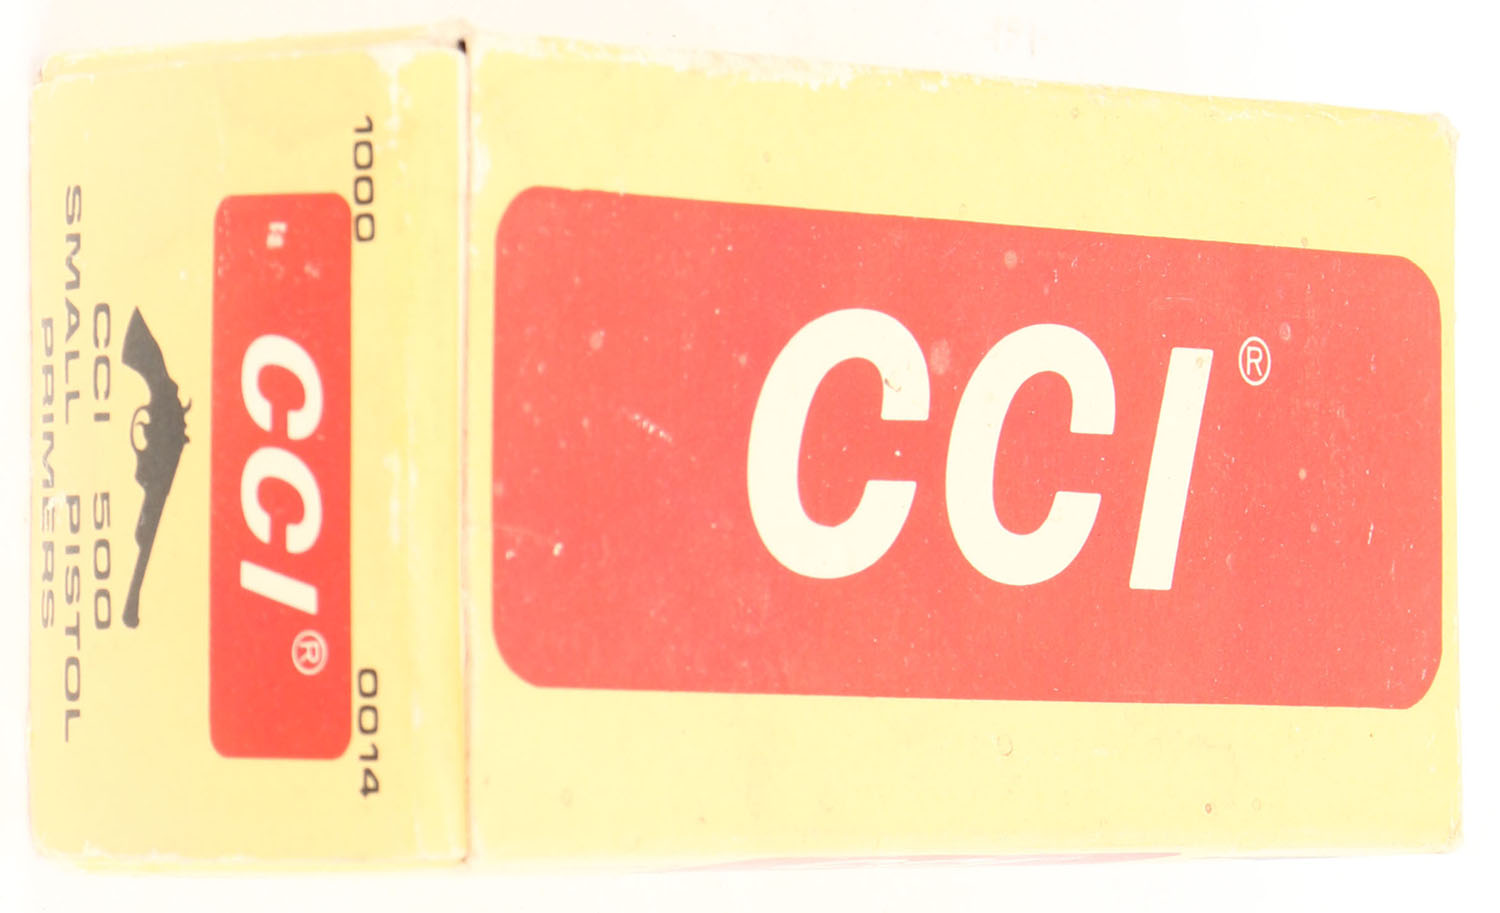 1000 0014
CCI®
CCI 500
SMALL PISTOL
PRIMERS
CCI®